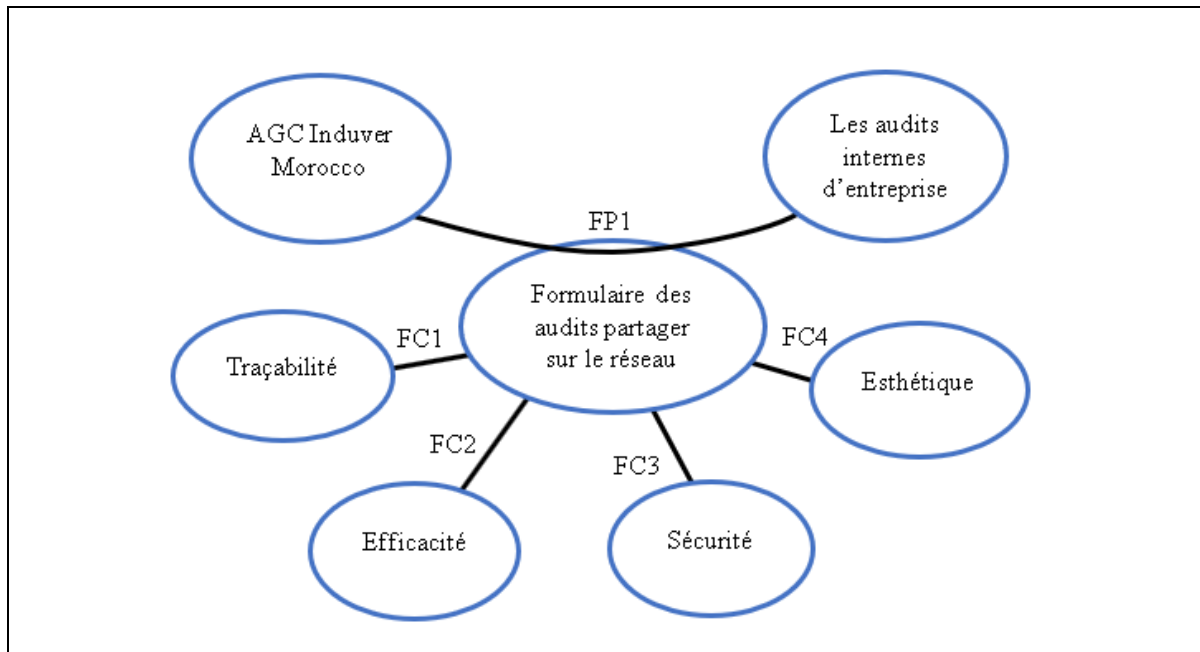 AGC Induver
Morocco
Les audits
internes
d’entreprise
FP1
Formulaire des
audits partager
sur le réseau
FC1
FC4
Traçabilité
Esthétique
FC2
FC3
Efficacité
Sécurité